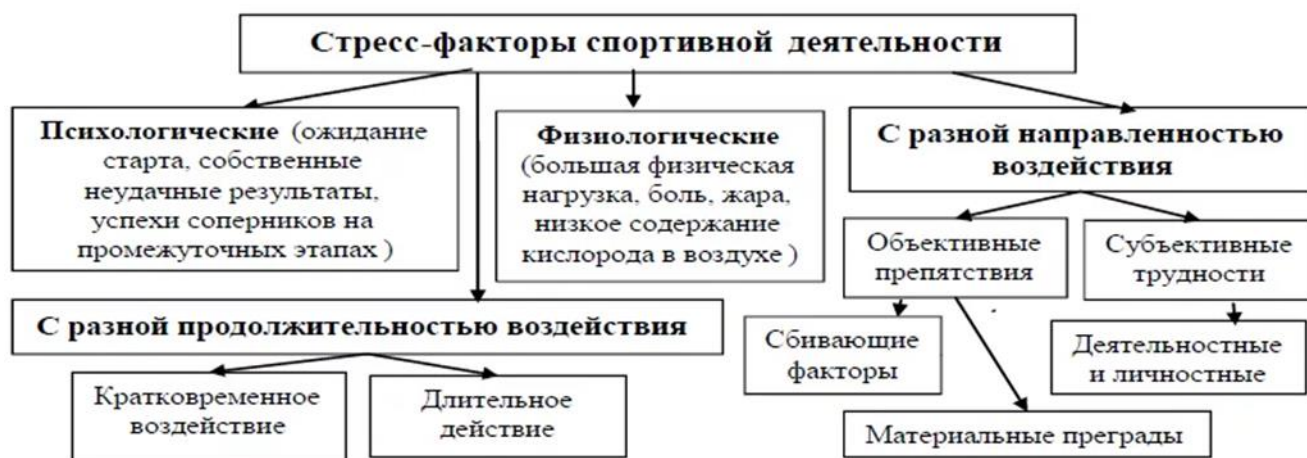 Стресс-факторы спортивной деятельности
Психологические (ожидание
старта, собственные
неудачные результаты,
успехи соперников на
промежуточных этапах )
Физиологические
(большая физическая
нагрузка, боль, жара,
низкое содержание
кислорода в воздухе )
С разной направленностью
воздействия
Объективные
препятствия
Субъективные
трудности
С разной продолжительностью воздействия
Сбивающие
факторы
Деятельностные
и личностные
Кратковременное
воздействие
Длительное
действие
Материальные преграды